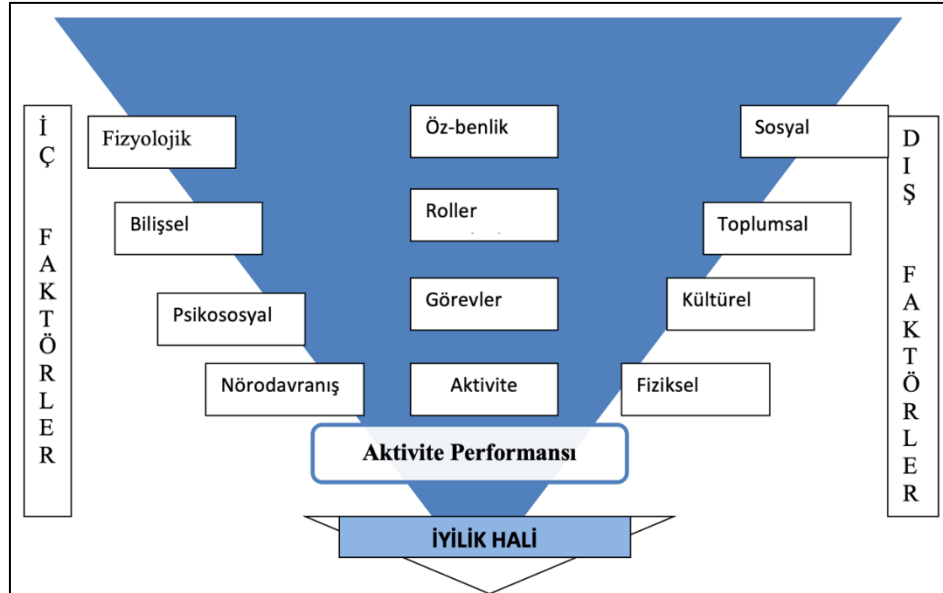 İÇ FAKTÖRLER
Fizyolojik
Öz-benlik
Sosyal
DIŞ FAKTÖRLER
Bilişsel
Roller
Toplumsal
Psikososyal
Görevler
Kültürel
Nörodavranış
Aktivite
Fiziksel
Aktivite Performansı
İYİLİK HALİ